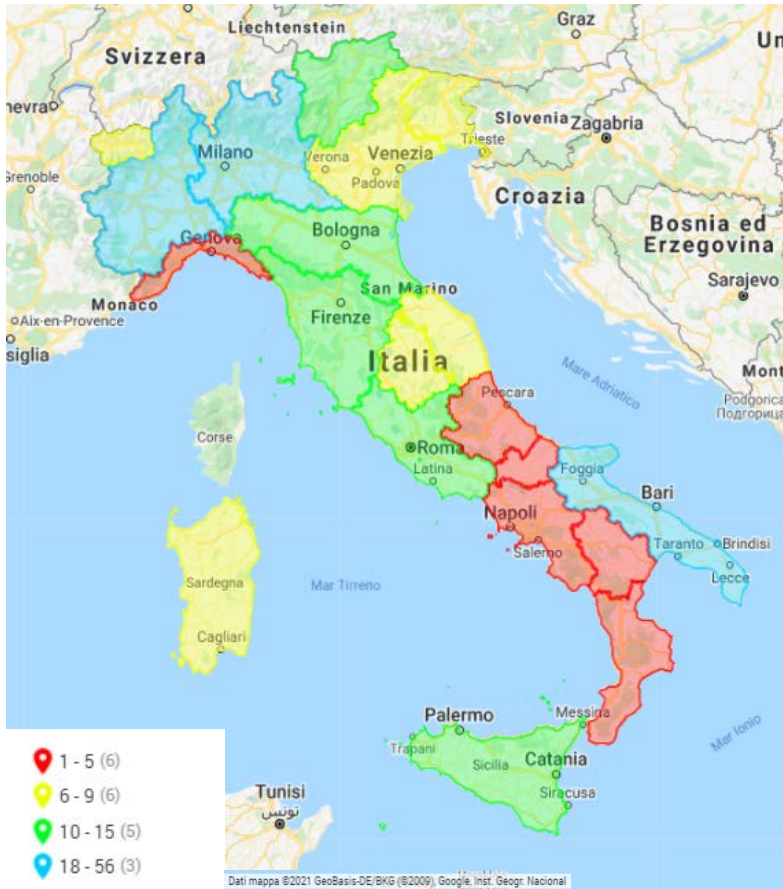 Graz
Liechtenstein
Svizzera
Un
nevra
Slovenia
Zagabria
Milano
Trieste
Verona
Venezia
Grenoble
Padova
Croazia
Bologna
Bosnia ed
Erzegovina
Genova
San Marino
Sarajevo
Monaco
Aix-en-Provence
Firenze
siglia
Italia
Mont
Mare Adriatico
Pescara
Podgorica
Подгорица
Corse
Roma
Latina
Foggia
Bari
Napoli
Salerno
Taranto
Brindisi
Lecce
Sardegna
Mar Tirreno
Cagliari
Palermo
Messina
Mar Ionio
Trapani
Sicilia
Catania
Siracusa
1 - 5 (6)
6 - 9 (6)
10 - 15 (5)
18 - 56 (3)
Tunisi
تونس
Dati mappa ©2021 GeoBasis-DE/BKG (©2009), Google, Inst. Geogr. Nacional